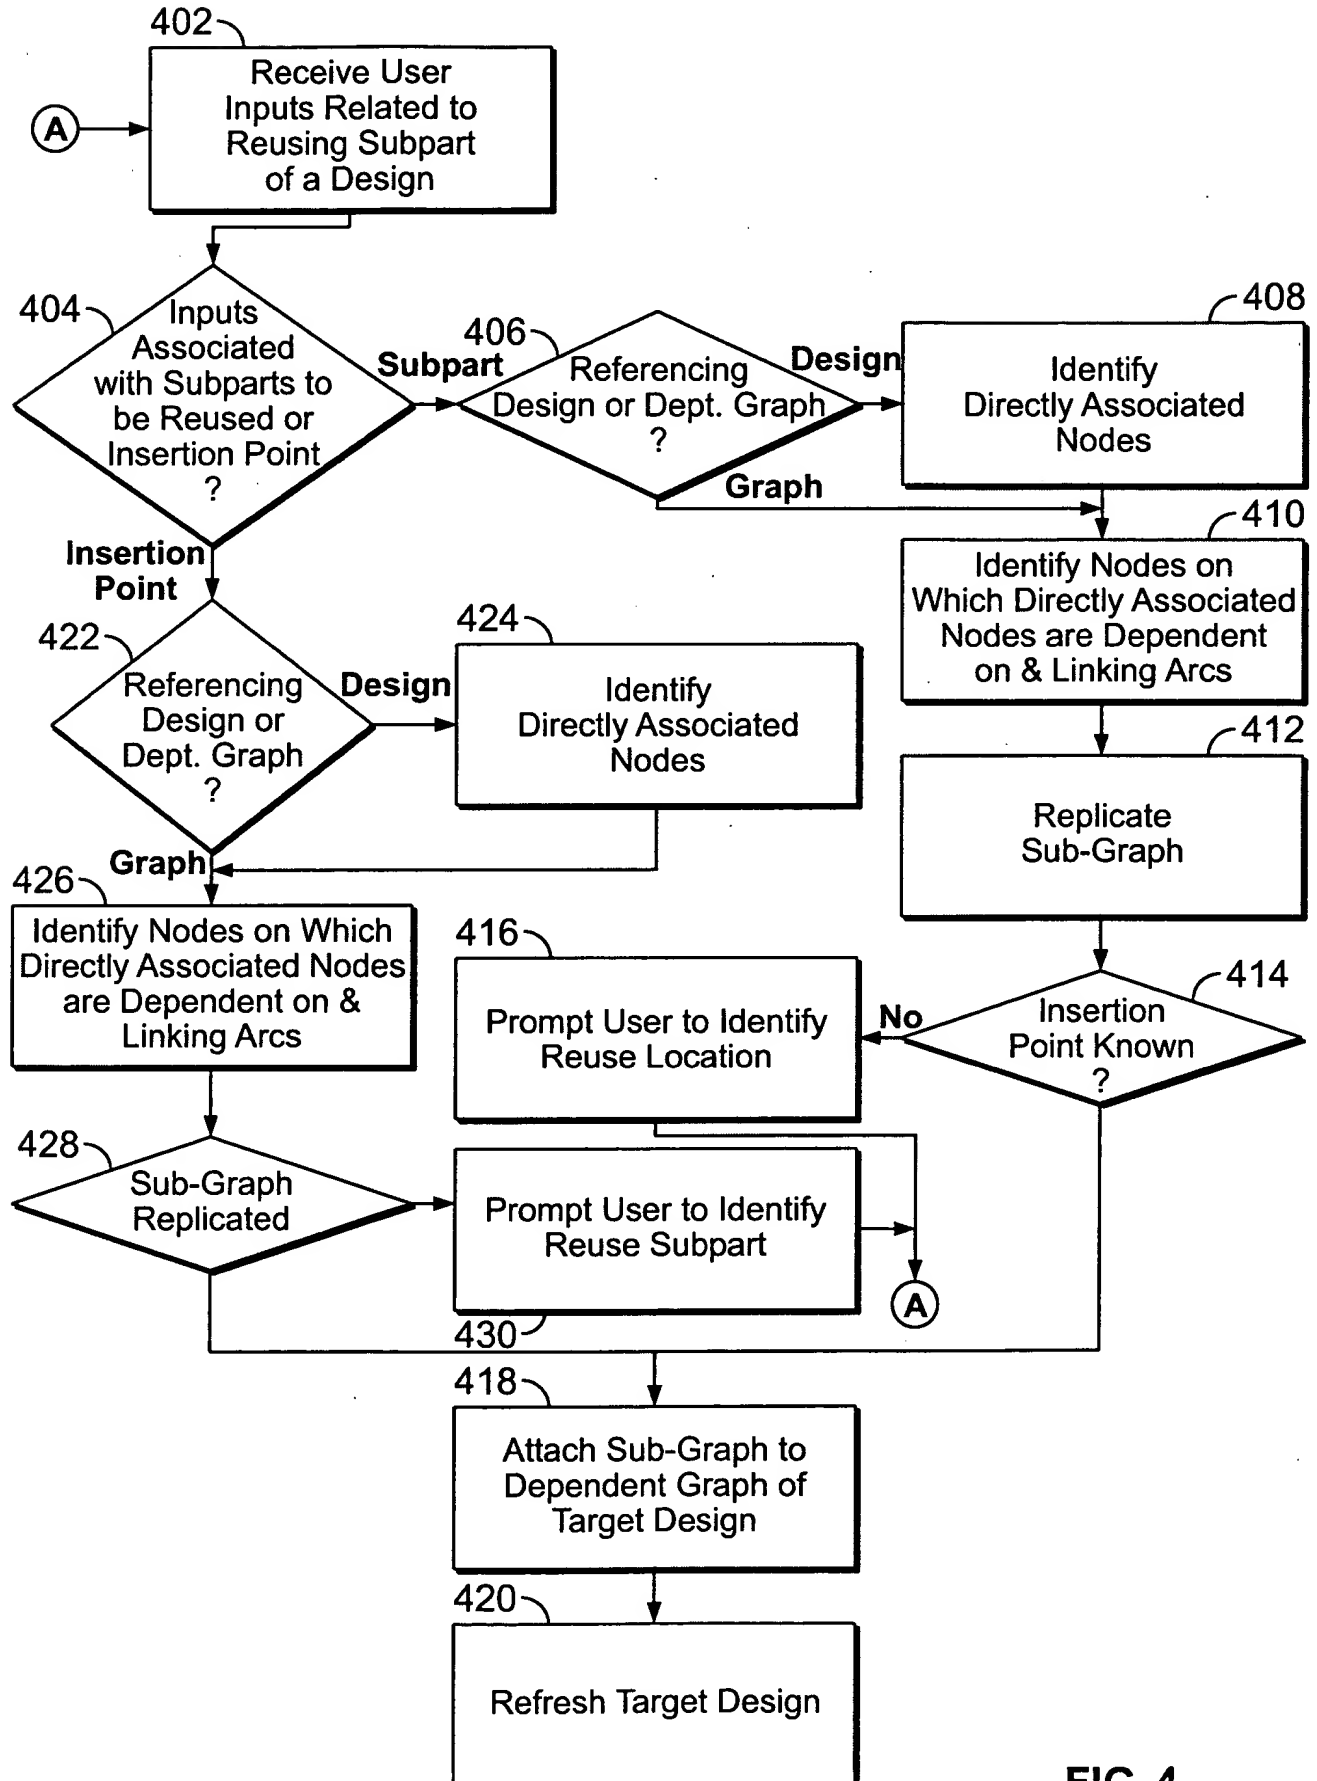 402
A
Receive User
Inputs Related to
Reusing Subpart
of a Design
404
Inputs
Associated
with Subparts to
be Reused or
Insertion Point
?
Subpart
406
Referencing
Design or Dept. Graph
?
Design
Graph
408
Identify
Directly Associated
Nodes
410
Identify Nodes on
Which Directly Associated
Nodes are Dependent
on & Linking Arcs
412
Replicate
Sub-Graph
414
Insertion
Point Known
?
No
416
Prompt User to Identify
Reuse Location
Insertion
Point
422
Referencing
Design or
Dept. Graph
?
Design
424
Identify
Directly Associated
Nodes
Graph
426
Identify Nodes on Which
Directly Associated Nodes
are Dependent on &
Linking Arcs
428
Sub-Graph
Replicated
Prompt User to Identify
Reuse Subpart
430
A
418
Attach Sub-Graph to
Dependent Graph of
Target Design
420
Refresh Target Design
FIG. 4